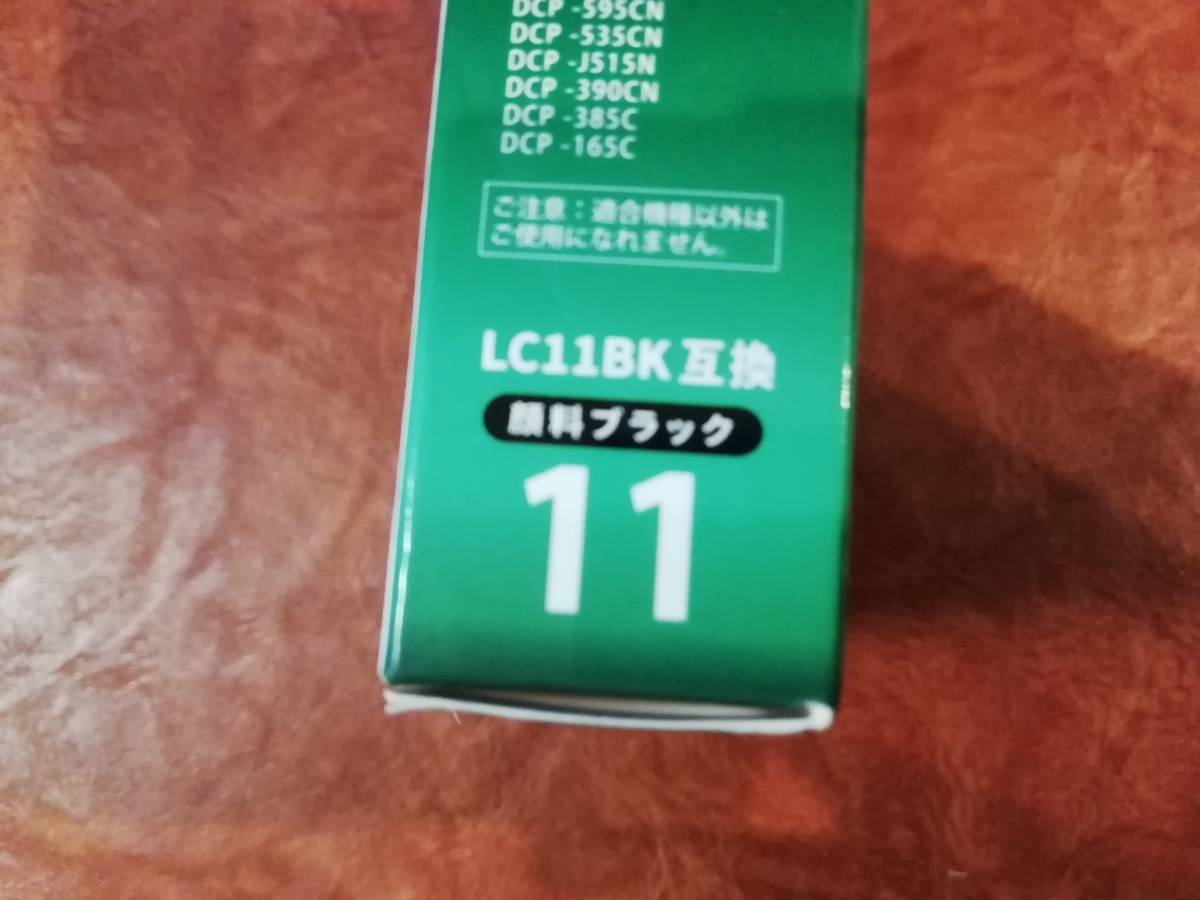 DCP -595CN
DCP -535CN
DCP -J515N
DCP -390CN
DCP -385C
DCP -165C
ご注意：適合機種以外は
ご使用になれません。
LC11BK 互換
顔料ブラック
11